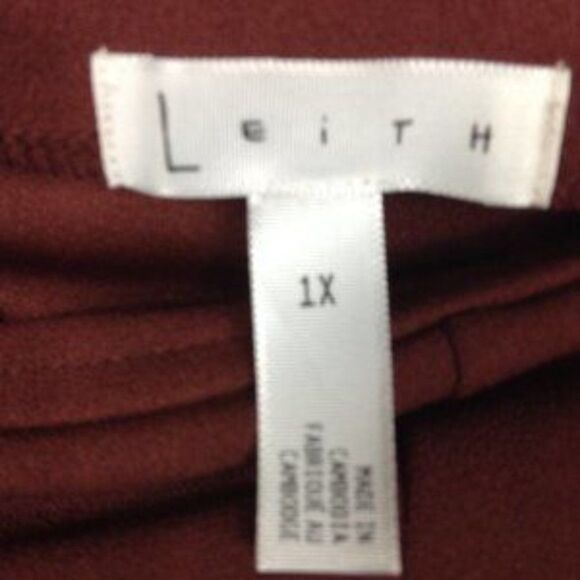 LEiTH
1X
MADE IN
CAMBODIA
FABRIQUE AU
CAMBODGE